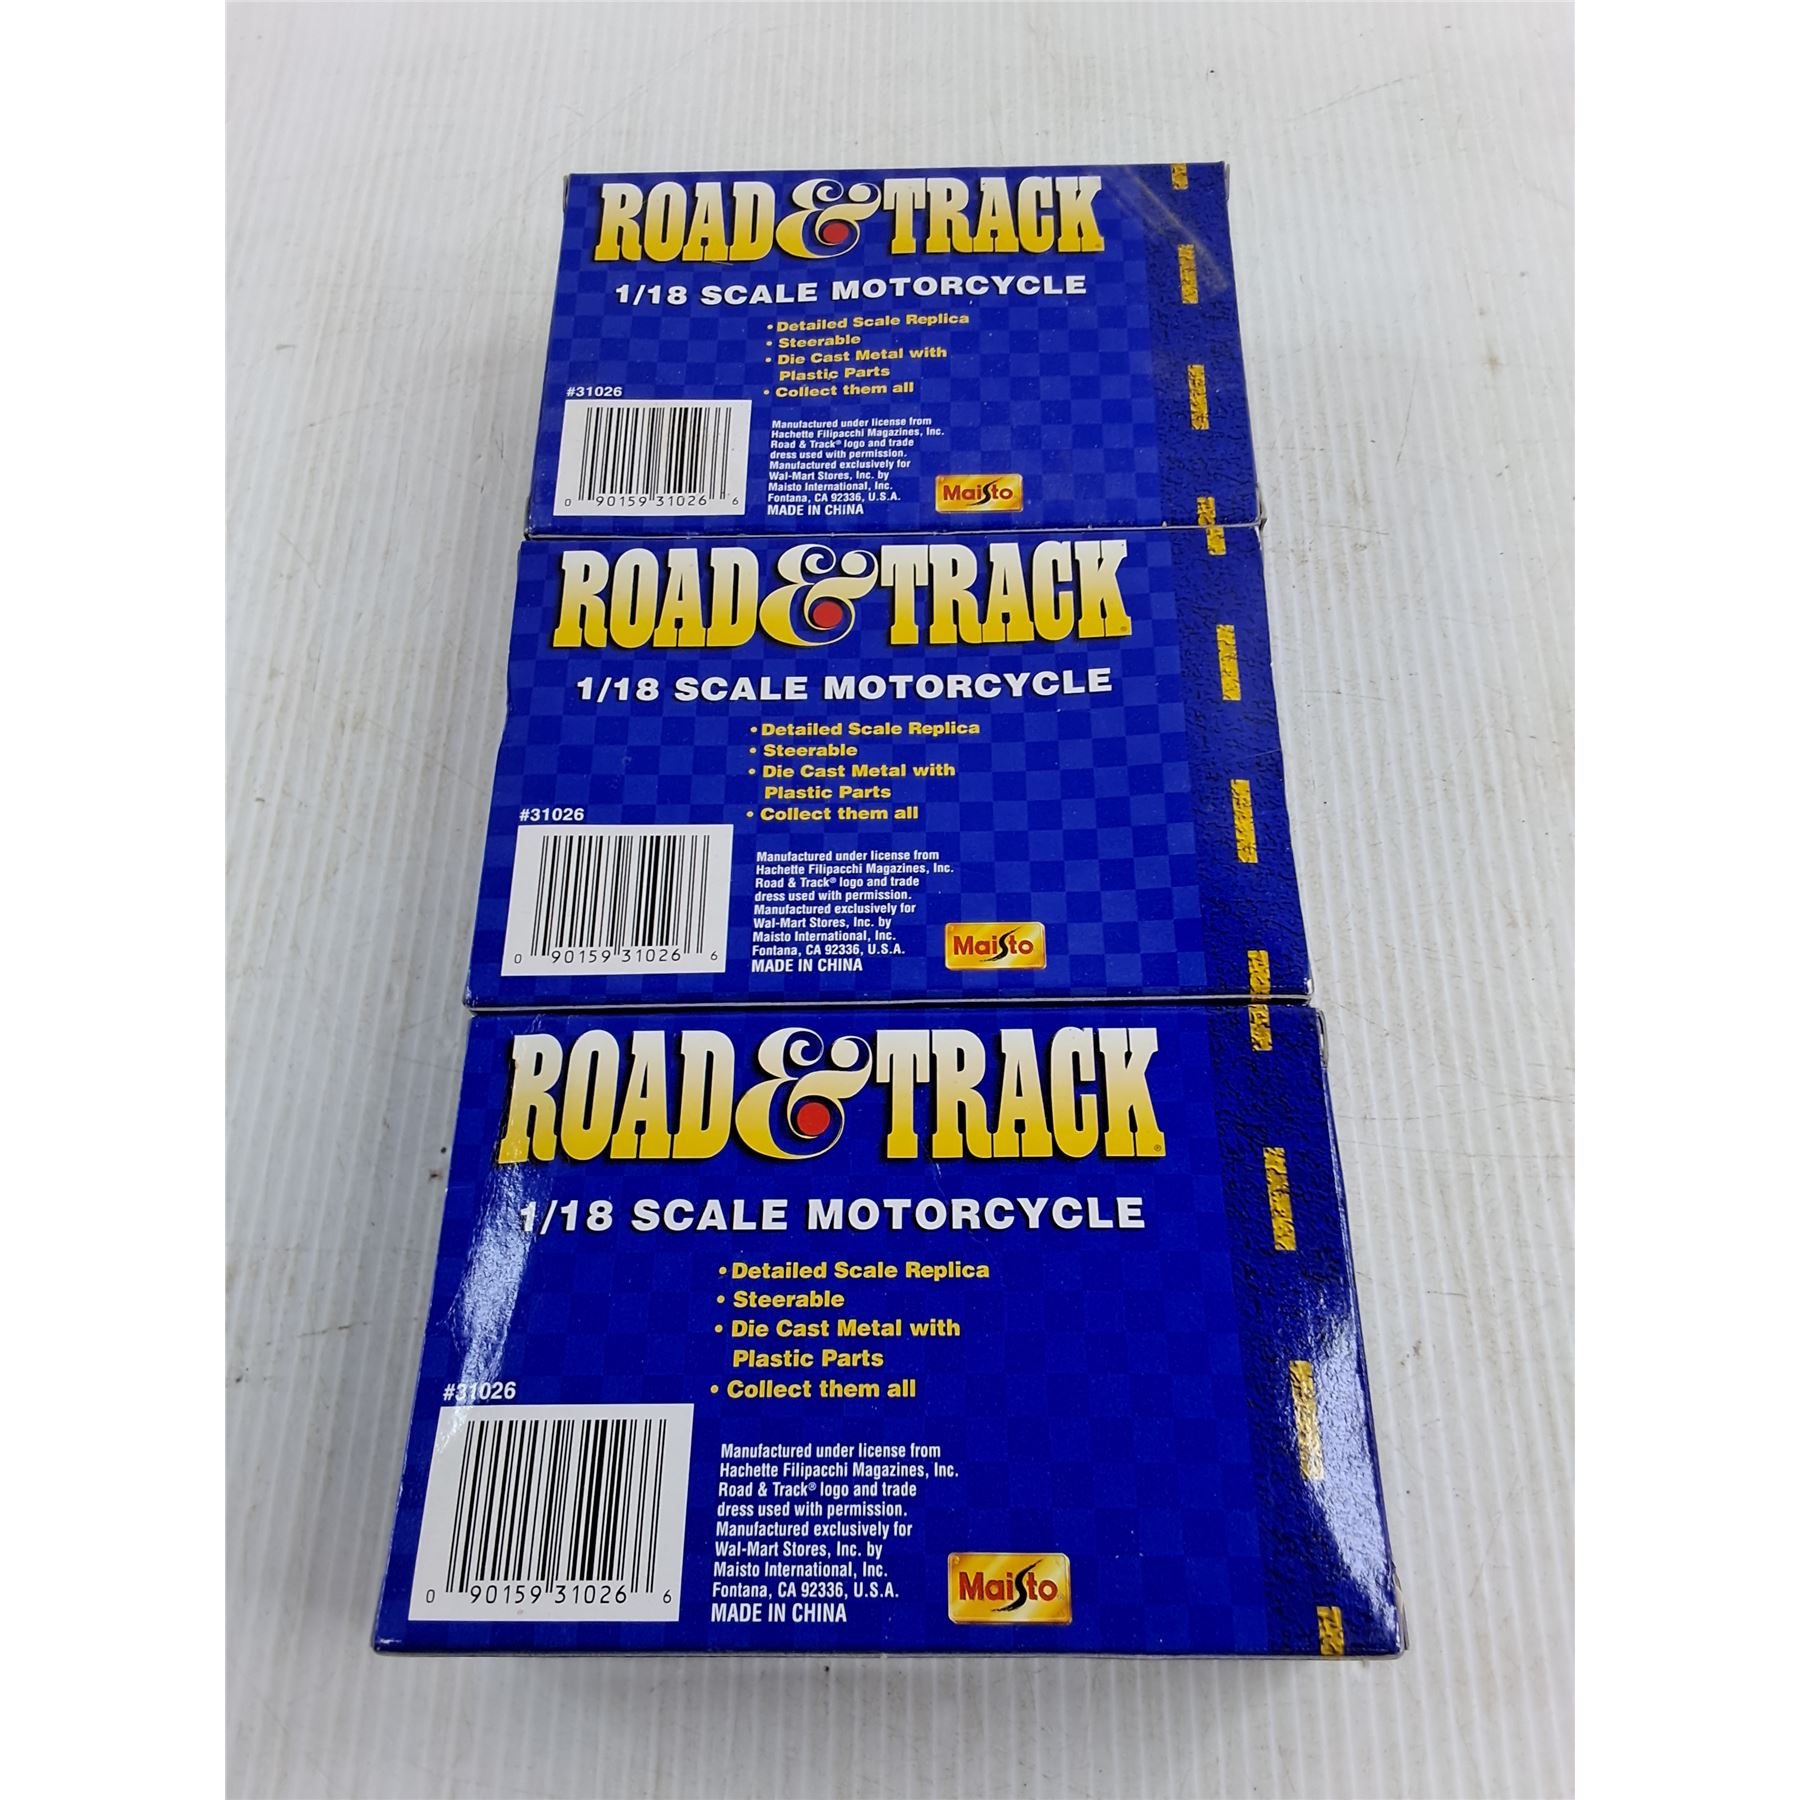 ROAD & TRACK®
1/18 SCALE MOTORCYCLE
• Detailed Scale Replica
• Steerable
• Die Cast Metal with
Plastic Parts
• Collect them all
#31026
0 90159 31026 6
Manufactured under license from
Hachette Filipacchi Magazines, Inc.
Road & Track® logo and trade
dress used with permission.
Manufactured exclusively for
Wal-Mart Stores, Inc. by
Maisto International, Inc.
Fontana, CA 92336, U.S.A.
MADE IN CHINA
Maisto
ROAD & TRACK®
1/18 SCALE MOTORCYCLE
• Detailed Scale Replica
• Steerable
• Die Cast Metal with
Plastic Parts
• Collect them all
#31026
0 90159 31026 6
Manufactured under license from
Hachette Filipacchi Magazines, Inc.
Road & Track® logo and trade
dress used with permission.
Manufactured exclusively for
Wal-Mart Stores, Inc. by
Maisto International, Inc.
Fontana, CA 92336, U.S.A.
MADE IN CHINA
Maisto
ROAD & TRACK®
1/18 SCALE MOTORCYCLE
• Detailed Scale Replica
• Steerable
• Die Cast Metal with
Plastic Parts
• Collect them all
#31026
0 90159 31026 6
Manufactured under license from
Hachette Filipacchi Magazines, Inc.
Road & Track® logo and trade
dress used with permission.
Manufactured exclusively for
Wal-Mart Stores, Inc. by
Maisto International, Inc.
Fontana, CA 92336, U.S.A.
MADE IN CHINA
Maisto